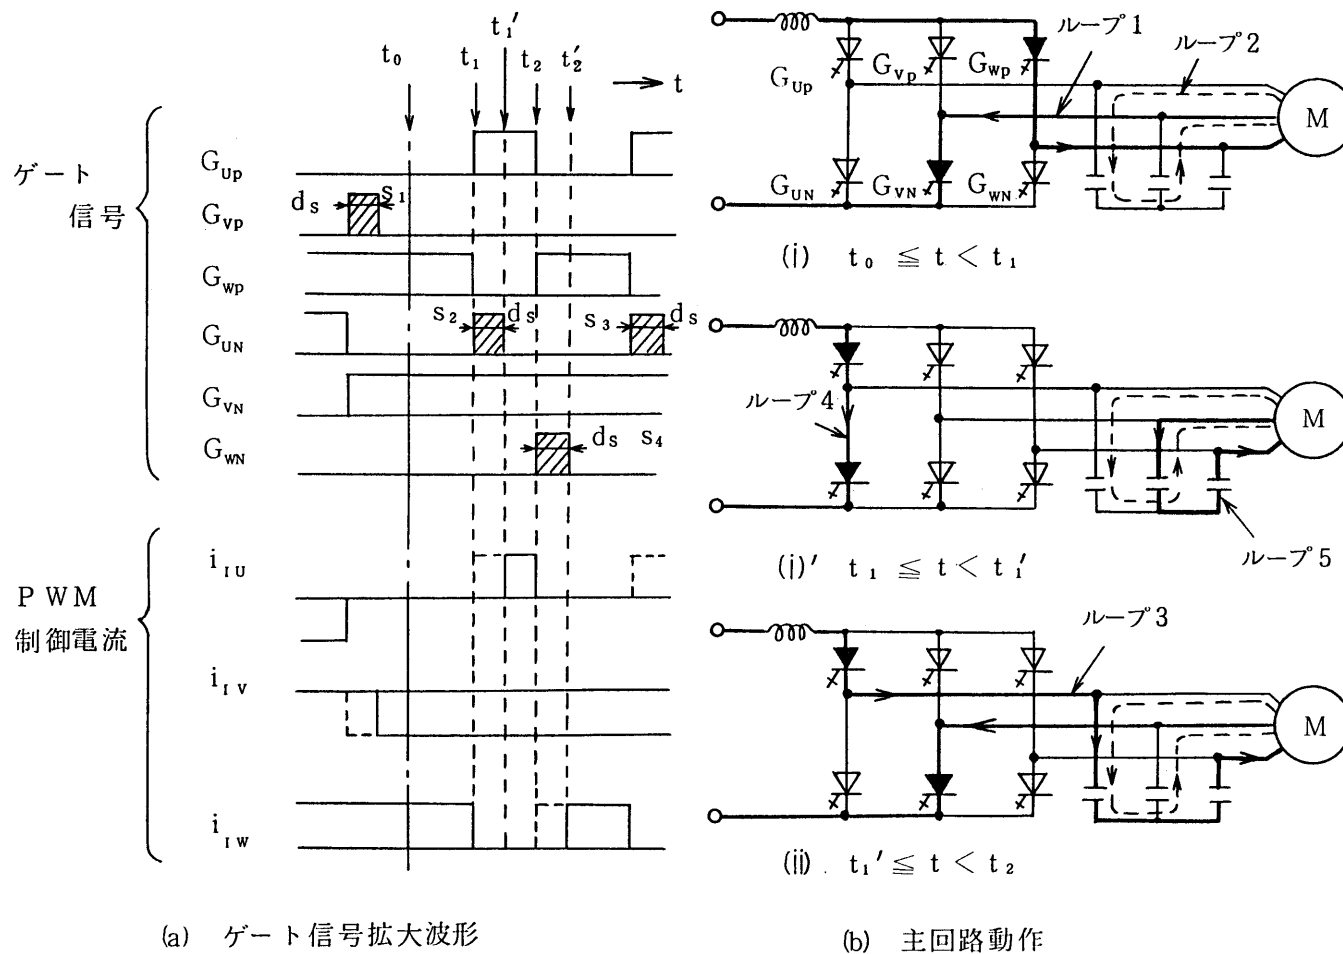 t₀
t₁
t₁′
t₂
t₂′
t
ゲート
信号
G_UP
G_VP
G_WP
G_UN
G_VN
G_WN
d_S
S₁
S₂
d_S
S₃
d_S
d_S
S₄
PWM
制御電流
i_IU
i_IV
i_IW
(a) ゲート信号拡大波形
ループ1
ループ2
G_UP
G_VP
G_WP
M
G_UN
G_VN
G_WN
(i) t₀ ≦ t < t₁
ループ4
M
ループ5
(i)′ t₁ ≦ t < t₁′
ループ3
M
(ii) t₁′ ≦ t < t₂
(b) 主回路動作